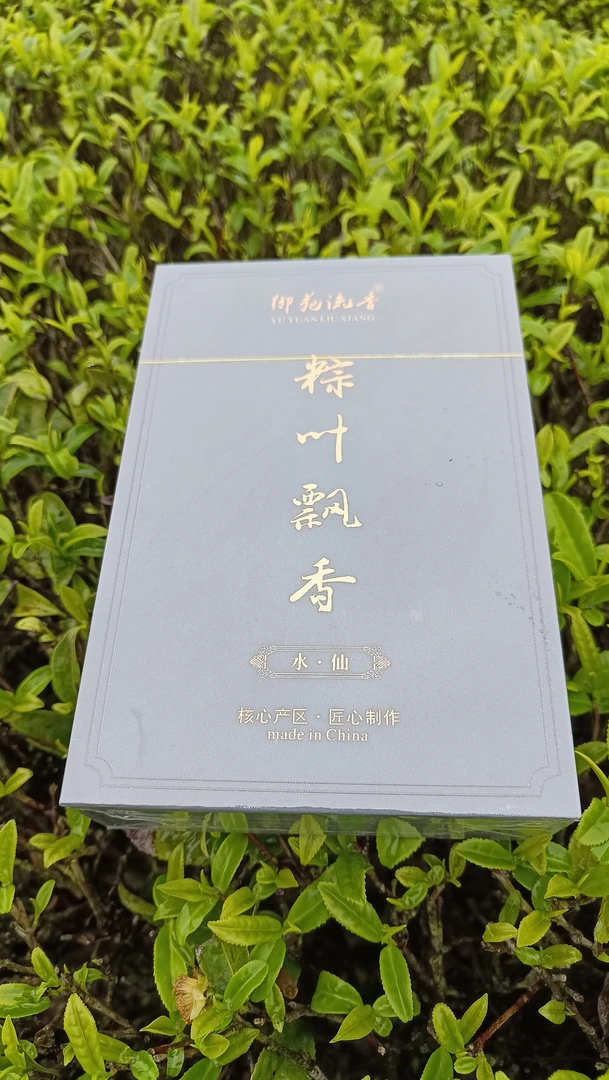 御苑流香®
YU YUAN LIU XIANG
粽
叶
飘
香
水·仙
核心产区·匠心制作
made in China